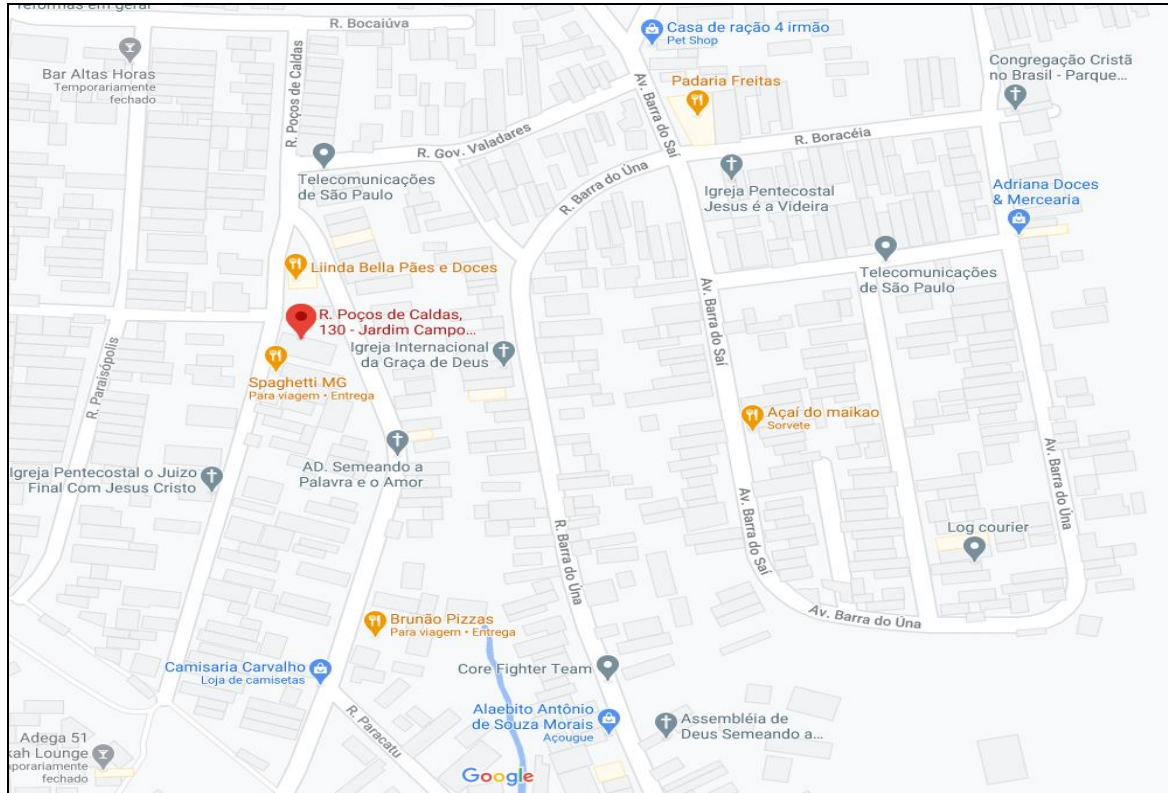 reformas em geral
R. Bocaiúva
Casa de ração 4 irmão
Pet Shop
Bar Altas Horas
Temporariamente
fechado
R. Poços de Caldas
Av. Barra do Saí
Padaria Freitas
Congregação Cristã
no Brasil - Parque...
R. Gov. Valadares
R. Boracéia
Telecomunicações
de São Paulo
R. Barra do Úna
Igreja Pentecostal
Jesus é a Videira
Adriana Doces
& Mercearia
Liinda Bella Pães e Doces
Telecomunicações
de São Paulo
Av. Barra do Saí
R. Poços de Caldas,
130 - Jardim Campo...
Igreja Internacional
da Graça de Deus
R. Paraisópolis
Spaghetti MG
Para viagem • Entrega
Açaí do maikao
Sorvete
Igreja Pentecostal o Juizo
Final Com Jesus Cristo
AD. Semeando a
Palavra e o Amor
Av. Barra do Úna
Av. Barra do Saí
Log courier
R. Barra do Úna
Brunão Pizzas
Para viagem • Entrega
Av. Barra do Úna
Camisaria Carvalho
Loja de camisetas
Core Fighter Team
R. Paracatu
Alaebito Antônio
de Souza Morais
Açougue
Assembléia de
Deus Semeando a...
Adega 51
kah Lounge
porariamente
fechado
Google